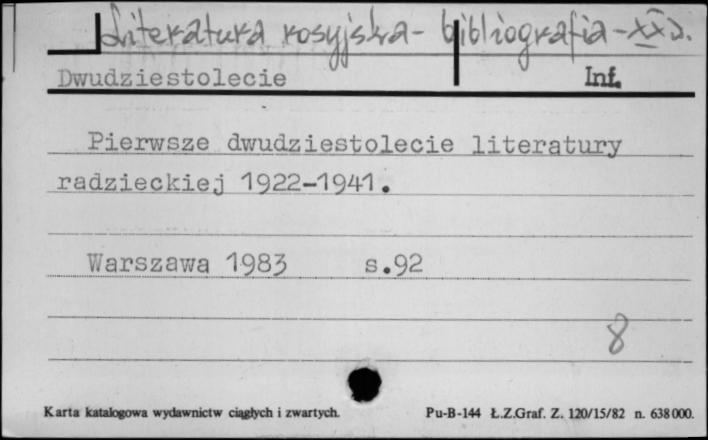 Literatura rosyjska - bibliografia - XX w.
Dwudziestolecie Inf.
Pierwsze dwudziestolecie literatury
radzieckiej 1922-1941.
Warszawa 1983 s.92
8
Karta katalogowa wydawnictw ciągłych i zwartych. Pu-B-144 Ł.Z.Graf. Z. 120/15/82 n. 638000.